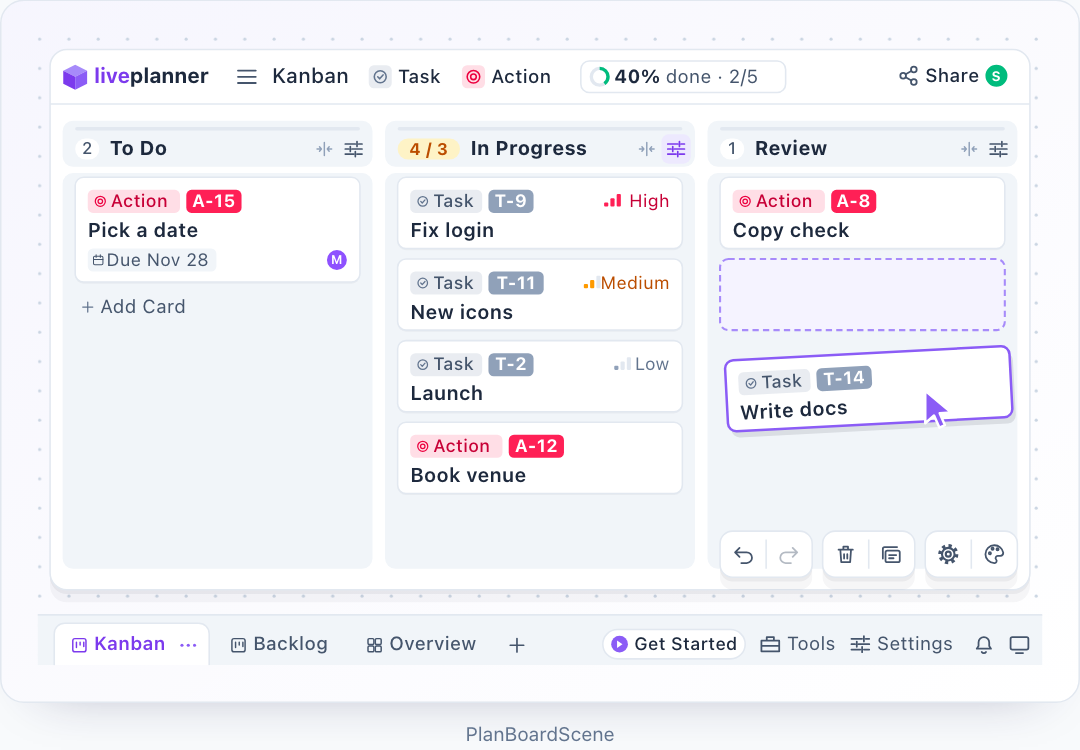 liveplanner Kanban Task Action 40% done · 2/5 Share S
2 To Do
Action A-15
Pick a date
Due Nov 28 M
+ Add Card
4 / 3 In Progress
Task T-9 High
Fix login
Task T-11 Medium
New icons
Task T-2 Low
Launch
Action A-12
Book venue
1 Review
Action A-8
Copy check
Task T-14
Write docs
Kanban ··· Backlog Overview + Get Started Tools Settings
PlanBoardScene